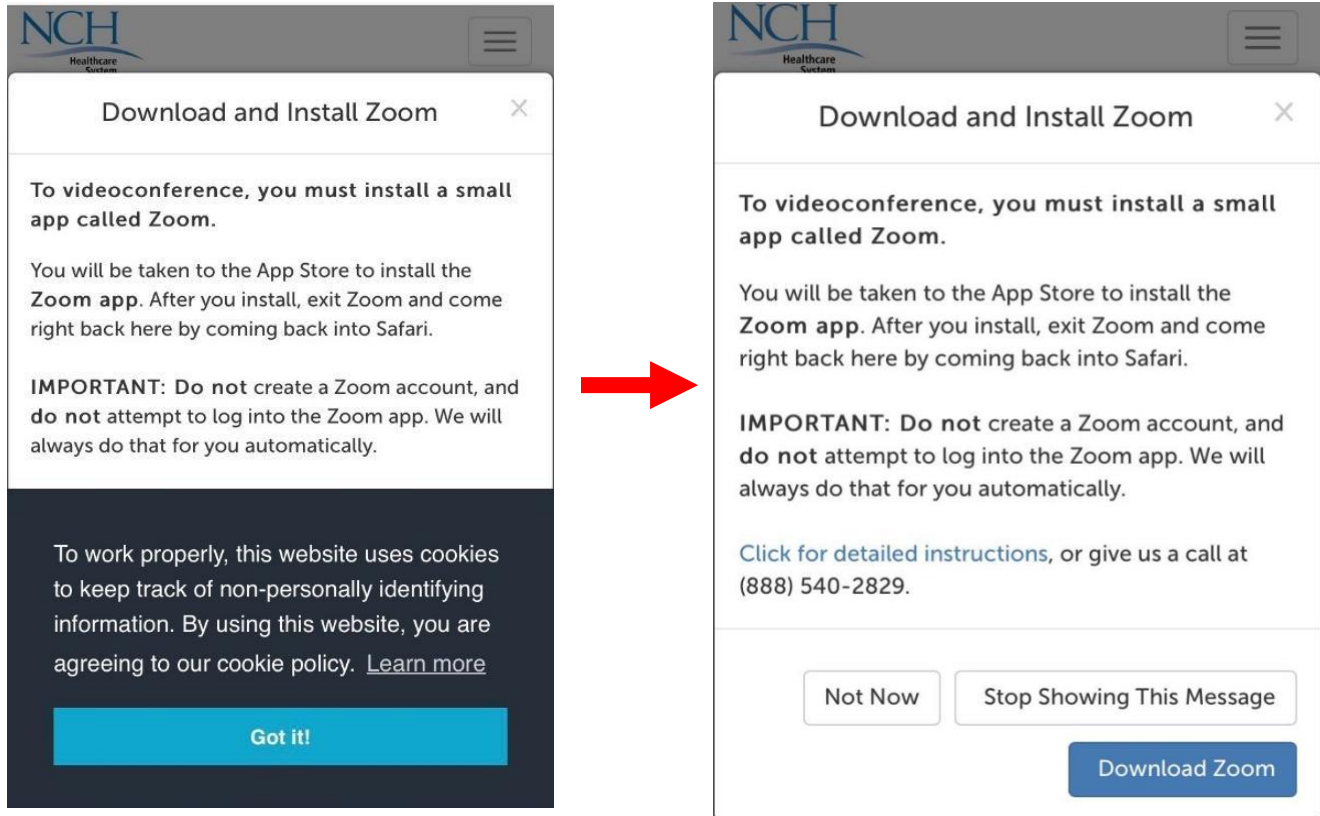 NCH
Healthcare
System
Download and Install Zoom ×
To videoconference, you must install a small
app called Zoom.
You will be taken to the App Store to install the
Zoom app. After you install, exit Zoom and come
right back here by coming back into Safari.
IMPORTANT: Do not create a Zoom account, and
do not attempt to log into the Zoom app. We will
always do that for you automatically.
To work properly, this website uses cookies
to keep track of non-personally identifying
information. By using this website, you are
agreeing to our cookie policy. Learn more
Got it!
NCH
Healthcare
System
Download and Install Zoom ×
To videoconference, you must install a small
app called Zoom.
You will be taken to the App Store to install the
Zoom app. After you install, exit Zoom and come
right back here by coming back into Safari.
IMPORTANT: Do not create a Zoom account, and
do not attempt to log into the Zoom app. We will
always do that for you automatically.
Click for detailed instructions, or give us a call at
(888) 540-2829.
Not Now Stop Showing This Message
Download Zoom